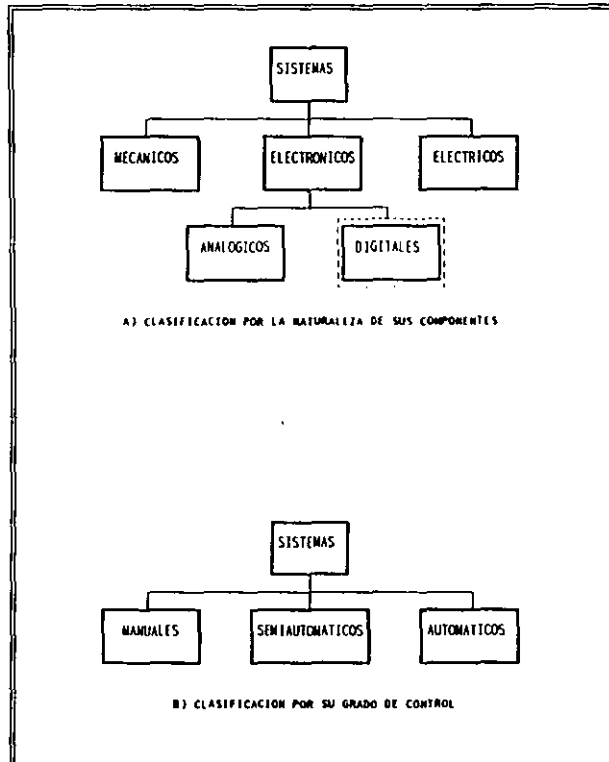 SISTEMAS
MECANICOS
ELECTRONICOS
ELECTRICOS
ANALOGICOS
DIGITALES
A) CLASIFICACION POR LA NATURALEZA DE SUS COMPONENTES
SISTEMAS
MANUALES
SEMIAUTOMATICOS
AUTOMATICOS
B) CLASIFICACION POR SU GRADO DE CONTROL